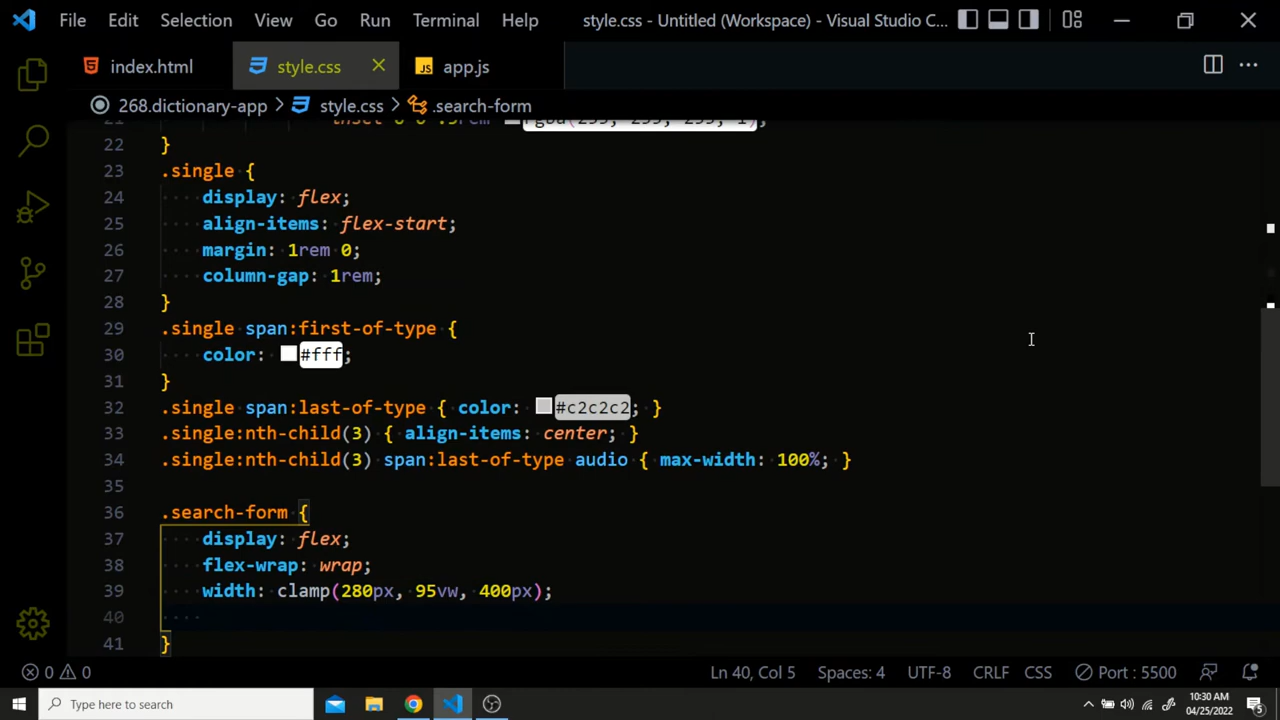 File Edit Selection View Go Run Terminal Help style.css - Untitled (Workspace) - Visual Studio C...
index.html style.css app.js
268.dictionary-app > style.css > .search-form
22 }
23 .single {
24 display: flex;
25 align-items: flex-start;
26 margin: 1rem 0;
27 column-gap: 1rem;
28 }
29 .single span:first-of-type {
30 color: #fff;
31 }
32 .single span:last-of-type { color: #c2c2c2; }
33 .single:nth-child(3) { align-items: center; }
34 .single:nth-child(3) span:last-of-type audio { max-width: 100%; }
35
36 .search-form {
37 display: flex;
38 flex-wrap: wrap;
39 width: clamp(280px, 95vw, 400px);
40
41 }
0 0 Ln 40, Col 5 Spaces: 4 UTF-8 CRLF CSS Port : 5500
Type here to search 10:30 AM
04/25/2022 5